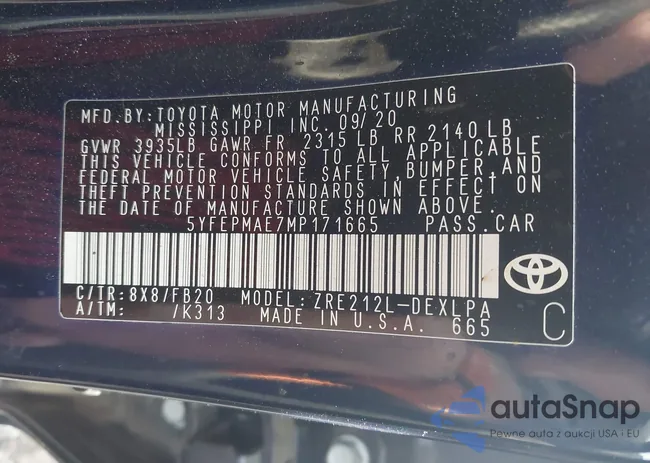 MFD.BY:TOYOTA MOTOR MANUFACTURING
MISSISSIPPI INC. 09/20
GVWR 3935LB GAWR FR 2315 LB RR 2140LB
THIS VEHICLE CONFORMS TO ALL APPLICABLE
FEDERAL MOTOR VEHICLE SAFETY,BUMPER,AND
THEFT PREVENTION STANDARDS IN EFFECT ON
THE DATE OF MANUFACTURE SHOWN ABOVE.
5YFEPMAE7MP171665 PASS.CAR
C/TR:8X8/FB20 MODEL:ZRE212L-DEXLPA
A/TM: /K313 MADE IN U.S.A. 665
C
autaSnap
Pewne auta z aukcji USA • EU